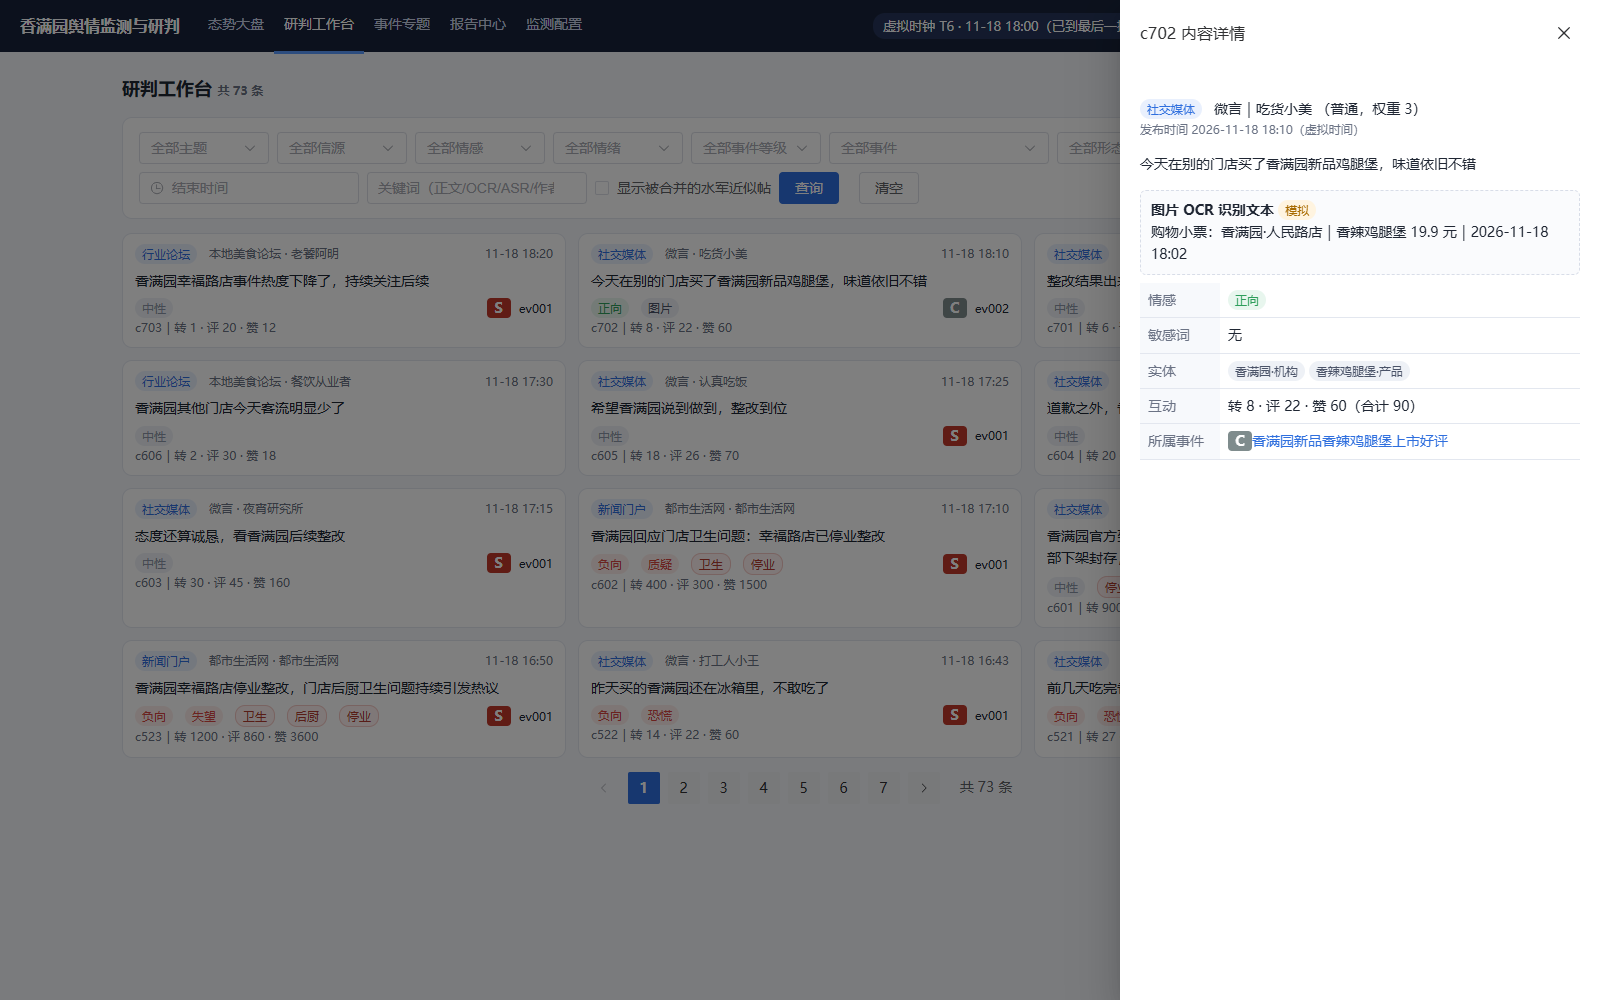 香满园舆情监测与研判
态势大盘 研判工作台 事件专题 报告中心 监测配置
虚拟时钟 T6 · 11-18 18:00（已到最后一
研判工作台 共 73 条
全部主题 全部信源 全部情感 全部情绪 全部事件等级 全部事件 全部形态
结束时间 关键词（正文/OCR/ASR/作者 显示被合并的水军近似帖 查询 清空
行业论坛 本地美食论坛 · 老饕阿明 11-18 18:20
香满园幸福路店事件热度下降了，持续关注后续
中性 S ev001
c703 | 转 1 · 评 20 · 赞 12
社交媒体 微言 · 吃货小美 11-18 18:10
今天在别的门店买了香满园新品鸡腿堡，味道依旧不错
正向 图片 C ev002
c702 | 转 8 · 评 22 · 赞 60
社交媒体
整改结果出
中性
c701 | 转 6 ·
行业论坛 本地美食论坛 · 餐饮从业者 11-18 17:30
香满园其他门店今天客流明显少了
中性
c606 | 转 2 · 评 30 · 赞 18
社交媒体 微言 · 认真吃饭 11-18 17:25
希望香满园说到做到，整改到位
中性 S ev001
c605 | 转 18 · 评 26 · 赞 70
社交媒体
道歉之外，
中性
c604 | 转 20
社交媒体 微言 · 夜宵研究所 11-18 17:15
态度还算诚恳，看香满园后续整改
中性 S ev001
c603 | 转 30 · 评 45 · 赞 160
新闻门户 都市生活网 · 都市生活网 11-18 17:10
香满园回应门店卫生问题：幸福路店已停业整改
负向 质疑 卫生 停业 S ev001
c602 | 转 400 · 评 300 · 赞 1500
社交媒体
香满园官方
部下架封存，
中性 停业
c601 | 转 900
新闻门户 都市生活网 · 都市生活网 11-18 16:50
香满园幸福路店停业整改，门店后厨卫生问题持续引发热议
负向 失望 卫生 后厨 停业 S ev001
c523 | 转 1200 · 评 860 · 赞 3600
社交媒体 微言 · 打工人小王 11-18 16:43
昨天买的香满园还在冰箱里，不敢吃了
负向 恐慌 S ev001
c522 | 转 14 · 评 22 · 赞 60
社交媒体
前几天吃完
负向 恐慌
c521 | 转 27
1 2 3 4 5 6 7 共 73 条
c702 内容详情
社交媒体 微言 | 吃货小美 （普通，权重 3）
发布时间 2026-11-18 18:10（虚拟时间）
今天在别的门店买了香满园新品鸡腿堡，味道依旧不错
图片 OCR 识别文本 模拟
购物小票：香满园·人民路店 | 香辣鸡腿堡 19.9 元 | 2026-11-18
18:02
情感 正向
敏感词 无
实体 香满园·机构 香辣鸡腿堡·产品
互动 转 8 · 评 22 · 赞 60（合计 90）
所属事件 C 香满园新品香辣鸡腿堡上市好评